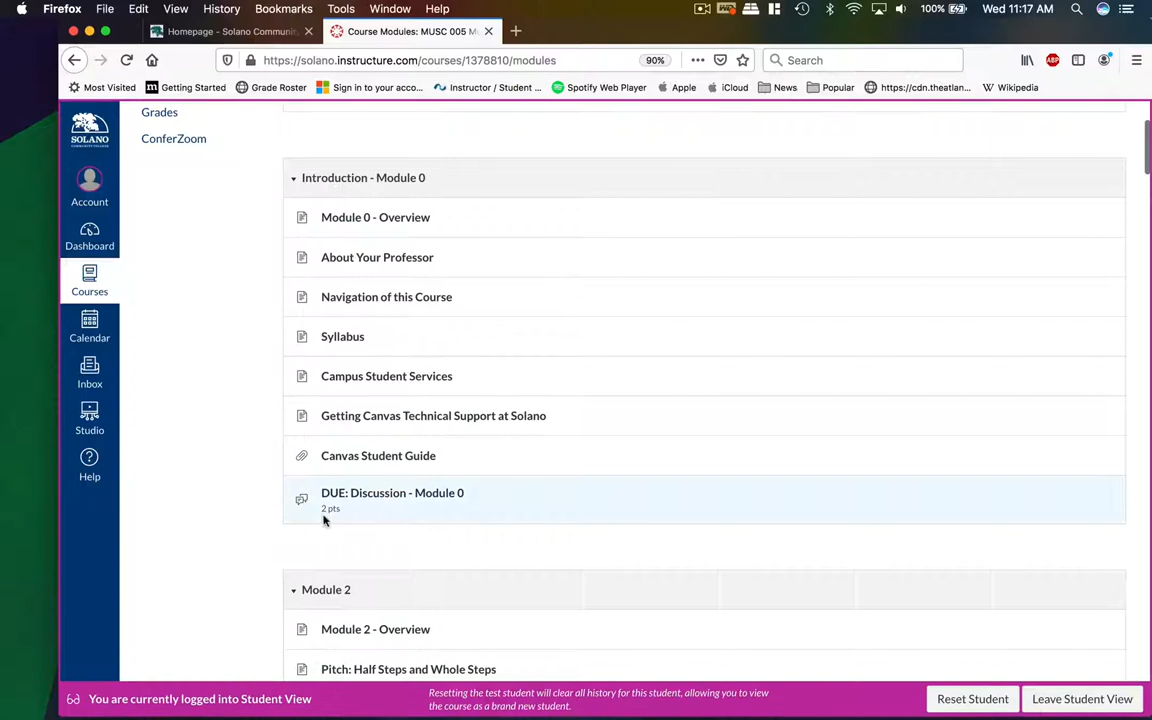 Firefox File Edit View History Bookmarks Tools Window Help 100% Wed 11:17 AM
Homepage - Solano Communit
Course Modules: MUSC 005 Mu
https://solano.instructure.com/courses/1378810/modules 90% Search
Most Visited Getting Started Grade Roster Sign in to your acco... Instructor / Student ... Spotify Web Player Apple iCloud News Popular https://cdn.theatlan... Wikipedia
SOLANO
COMMUNITY COLLEGE
Account
Dashboard
Courses
Calendar
Inbox
Studio
Help
Grades
ConferZoom
Introduction - Module 0
Module 0 - Overview
About Your Professor
Navigation of this Course
Syllabus
Campus Student Services
Getting Canvas Technical Support at Solano
Canvas Student Guide
DUE: Discussion - Module 0
2 pts
Module 2
Module 2 - Overview
Pitch: Half Steps and Whole Steps
You are currently logged into Student View
Resetting the test student will clear all history for this student, allowing you to view
the course as a brand new student.
Reset Student
Leave Student View
ABP